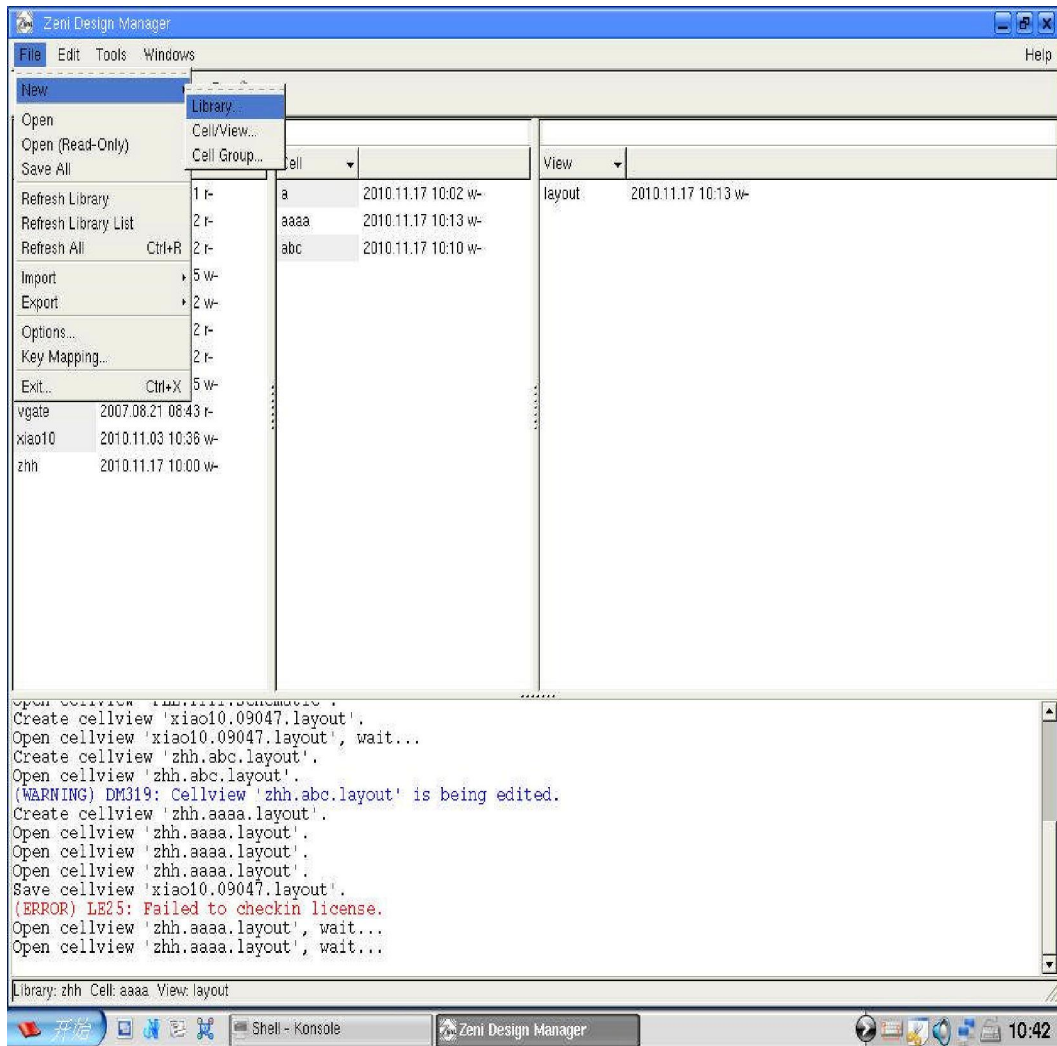 Zeni Design Manager
File Edit Tools Windows Help
New
Library...
Cell/View...
Cell Group...
Open
Open (Read-Only)
Save All
Refresh Library
Refresh Library List
Refresh All Ctrl+R
Import
Export
Options...
Key Mapping...
Exit... Ctrl+X
1 r-
2 r-
2 r-
5 w-
2 w-
2 r-
2 r-
5 w-
vgate 2007.08.21 08:43 r-
xiao10 2010.11.03 10:36 w-
zhh 2010.11.17 10:00 w-
Cell
a 2010.11.17 10:02 w-
aaaa 2010.11.17 10:13 w-
abc 2010.11.17 10:10 w-
View
layout 2010.11.17 10:13 w-
Create cellview 'xiao10.09047.layout'.
Open cellview 'xiao10.09047.layout', wait...
Create cellview 'zhh.abc.layout'.
Open cellview 'zhh.abc.layout'.
(WARNING) DM319: Cellview 'zhh.abc.layout' is being edited.
Create cellview 'zhh.aaaa.layout'.
Open cellview 'zhh.aaaa.layout'.
Open cellview 'zhh.aaaa.layout'.
Open cellview 'zhh.aaaa.layout'.
Save cellview 'xiao10.09047.layout'.
(ERROR) LE25: Failed to checkin license.
Open cellview 'zhh.aaaa.layout', wait...
Open cellview 'zhh.aaaa.layout', wait...
Library: zhh Cell: aaaa View: layout
开始 Shell - Konsole Zeni Design Manager 10:42